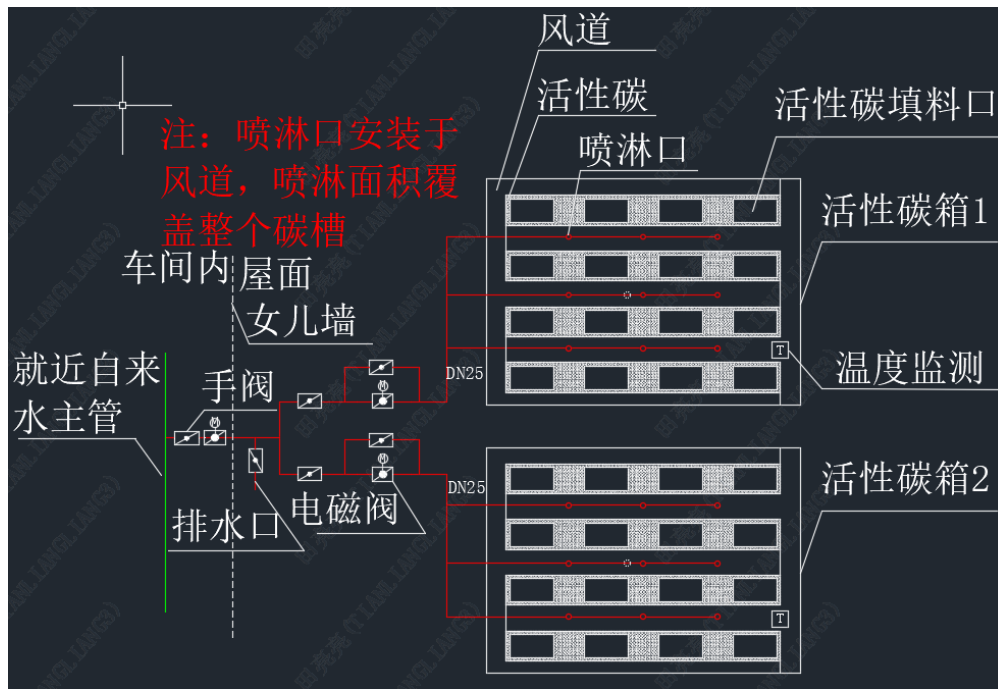 风道
活性碳
活性碳填料口
注：喷淋口安装于
风道，喷淋面积覆
盖整个碳槽
喷淋口
活性碳箱1
车间内
屋面
女儿墙
就近自来
水主管
手阀
DN25
T
温度监测
M
M
M
M
DN25
活性碳箱2
排水口
电磁阀
T